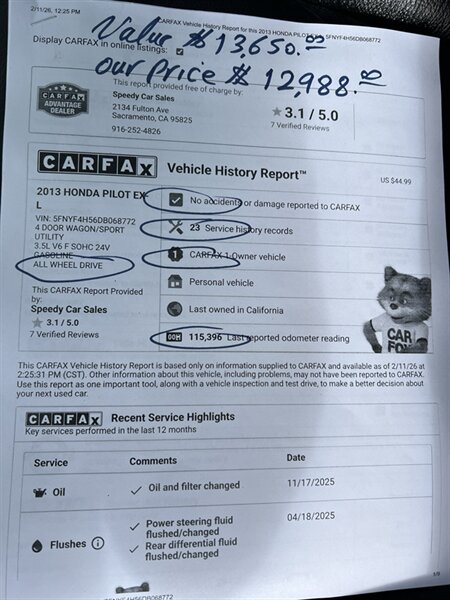 2/11/26, 12:25 PM
CARFAX Vehicle History Report for this 2013 HONDA PILOT EX-L: 5FNYF4H56DB068772
Value $13,650.00
Display CARFAX in online listings:
our Price $12,988.00
This report provided free of charge by:
CARFAX
ADVANTAGE
DEALER
Speedy Car Sales
2134 Fulton Ave
Sacramento, CA 95825
916-252-4826
3.1 / 5.0
7 Verified Reviews
CARFAX Vehicle History Report™
US $44.99
2013 HONDA PILOT EX
L
VIN: 5FNYF4H56DB068772
4 DOOR WAGON/SPORT
UTILITY
3.5L V6 F SOHC 24V
GASOLINE
ALL WHEEL DRIVE
This CARFAX Report Provided
by:
Speedy Car Sales
3.1 / 5.0
7 Verified Reviews
No accidents or damage reported to CARFAX
23 Service history records
1 CARFAX 1-Owner vehicle
Personal vehicle
Last owned in California
115,396 Last reported odometer reading
CAR
FOX
This CARFAX Vehicle History Report is based only on information supplied to CARFAX and available as of 2/11/26 at
2:25:31 PM (CST). Other information about this vehicle, including problems, may not have been reported to CARFAX.
Use this report as one important tool, along with a vehicle inspection and test drive, to make a better decision about
your next used car.
CARFAX Recent Service Highlights
Key services performed in the last 12 months
Service Comments Date
Oil Oil and filter changed 11/17/2025
Flushes Power steering fluid flushed/changed 04/18/2025
Rear differential fluid
flushed/changed
5FNYF4H56DB068772
1/9